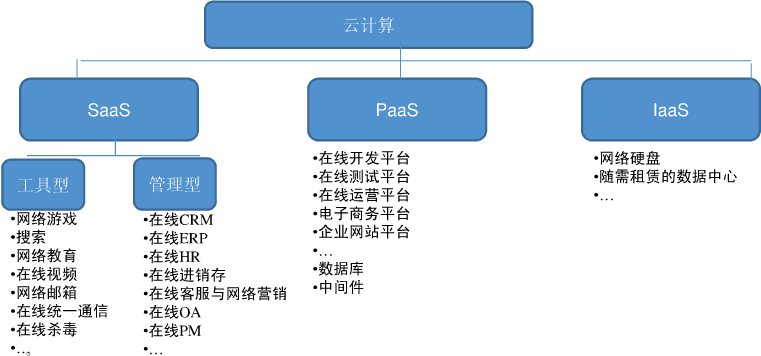 云计算
SaaS
PaaS
IaaS
工具型
管理型
•网络游戏
•搜索
•网络教育
•在线视频
•网络邮箱
•在线统一通信
•在线杀毒
•…。
•在线CRM
•在线ERP
•在线HR
•在线进销存
•在线客服与网络营销
•在线OA
•在线PM
•…
•在线开发平台
•在线测试平台
•在线运营平台
•电子商务平台
•企业网站平台
•…
•数据库
•中间件
•网络硬盘
•随需租赁的数据中心
•…